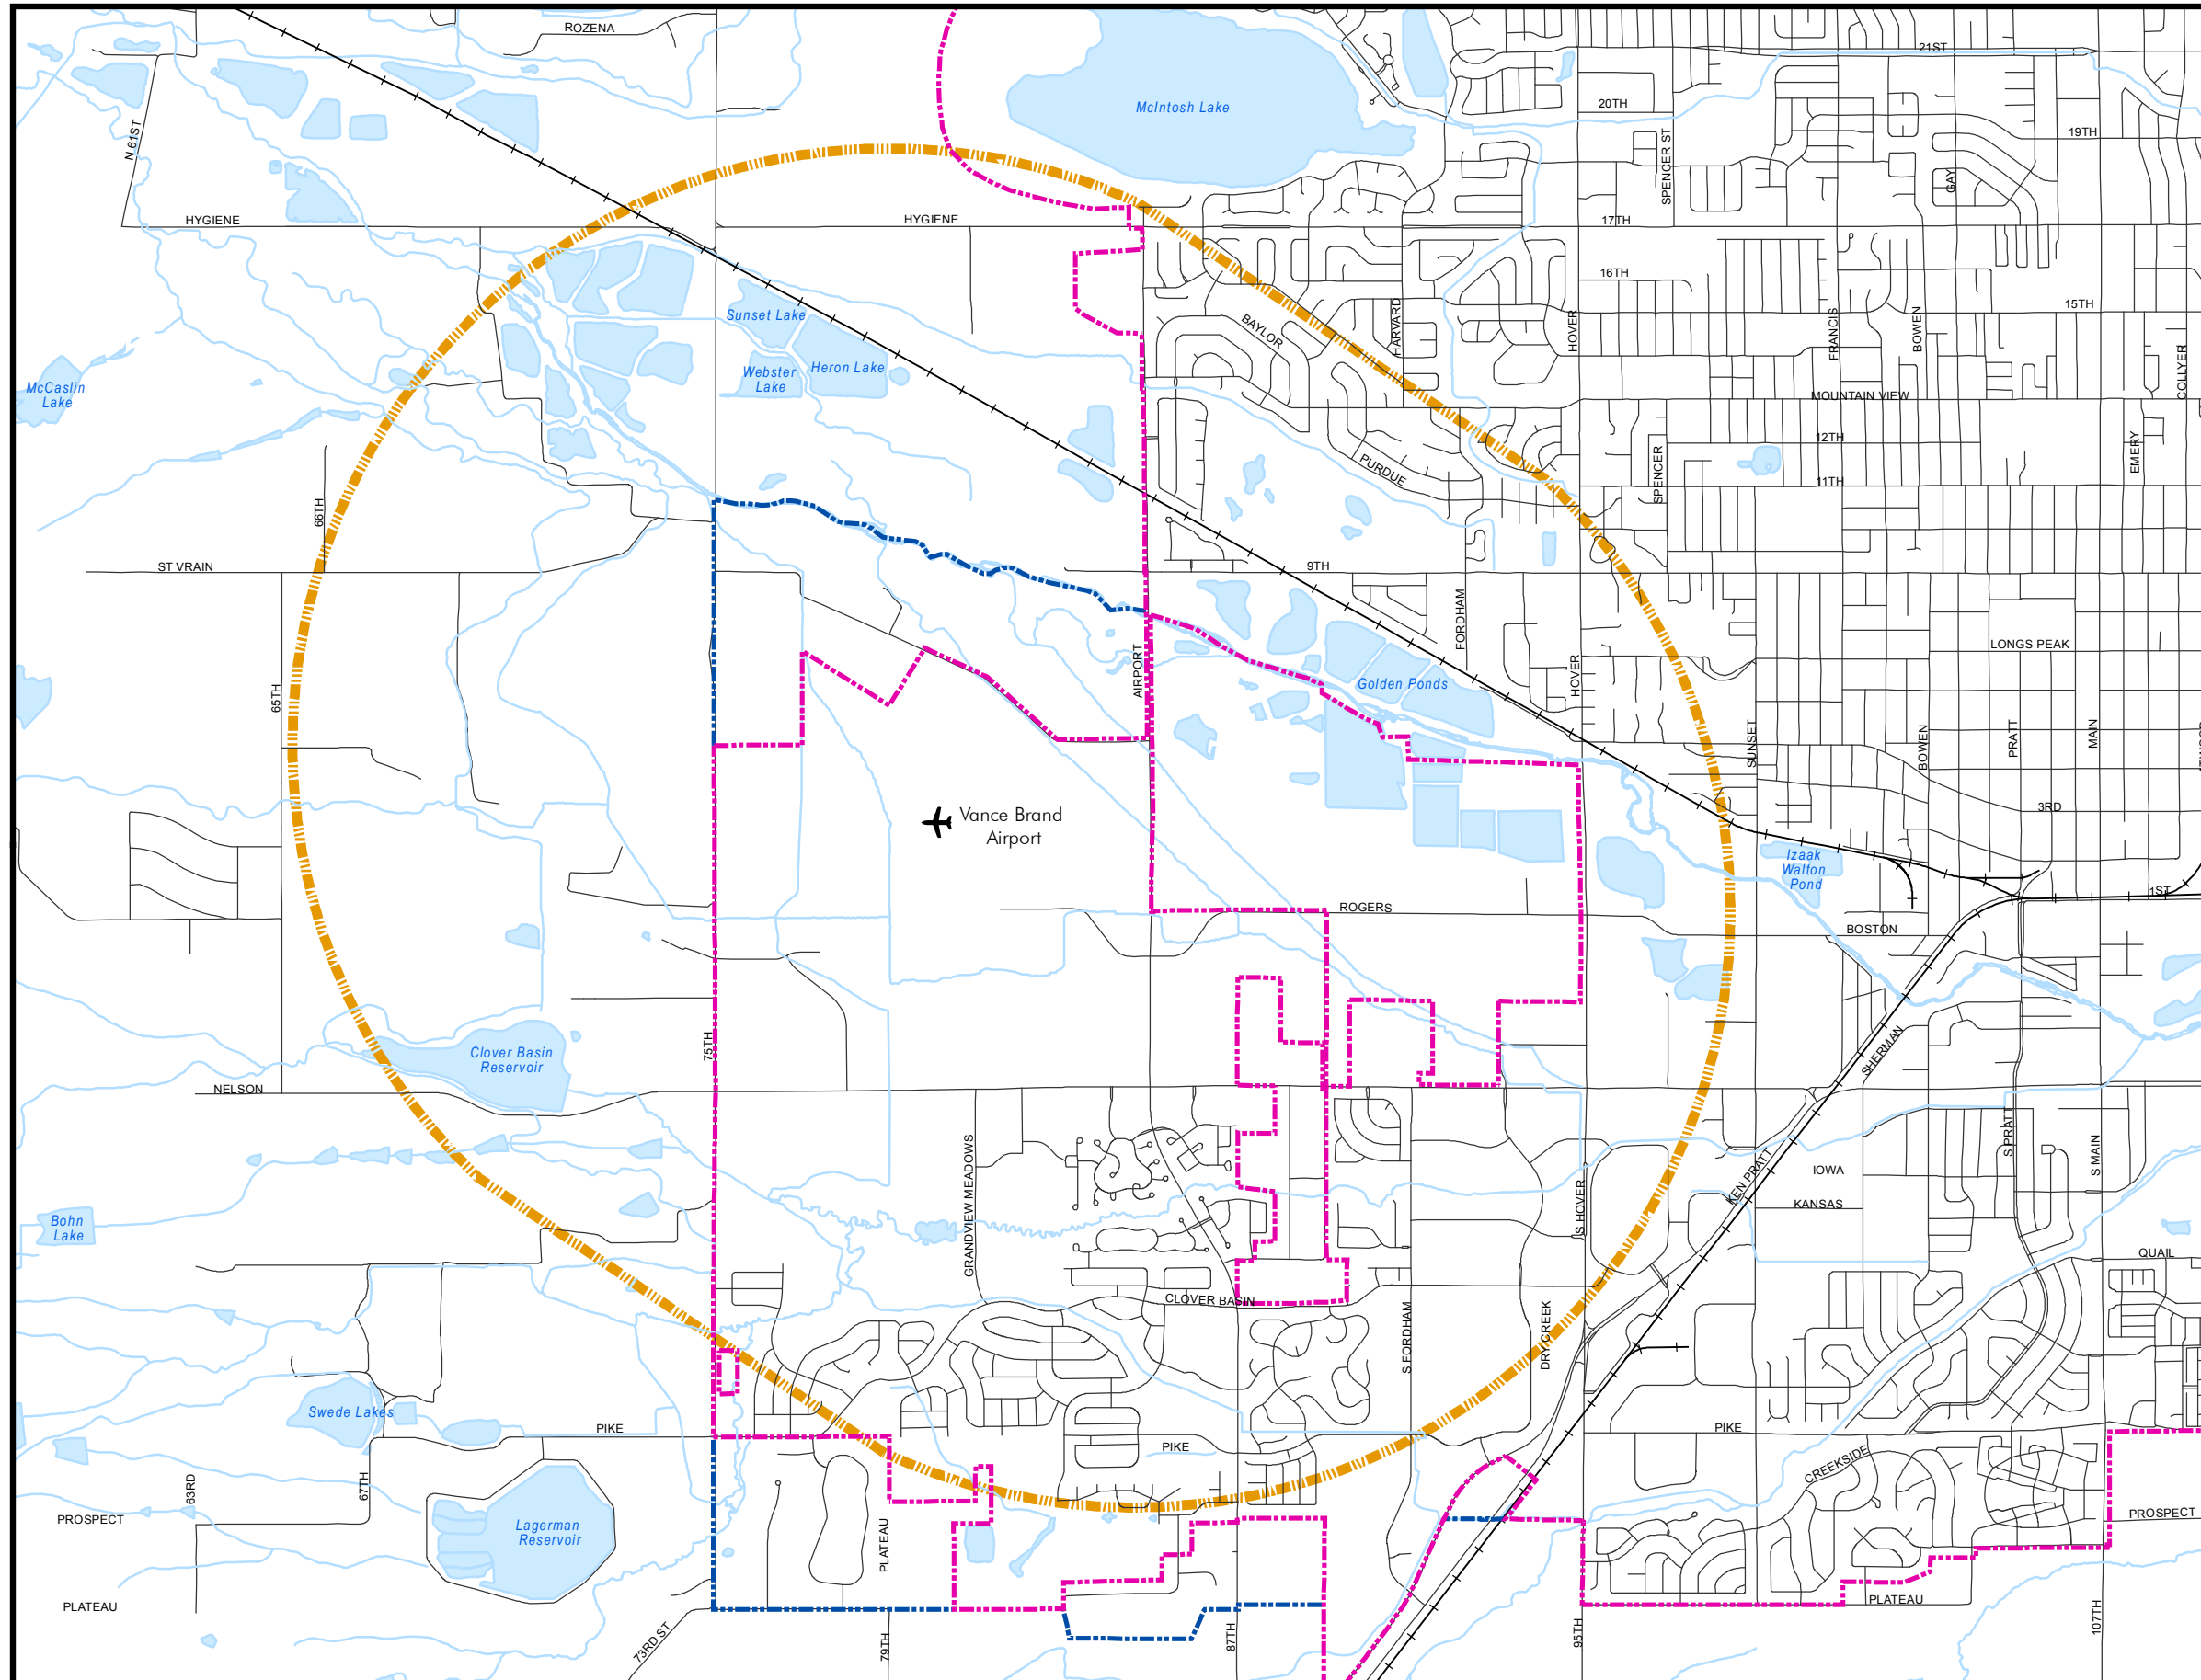 ROZENA
21ST
McIntosh Lake
20TH
19TH
N 61ST
SPENCER ST
GAY
HYGIENE
HYGIENE
17TH
16TH
15TH
Sunset Lake
BAYLOR
HARVARD
HOVER
FRANCIS
BOWEN
COLLYER
McCaslin
Lake
Webster
Lake
Heron Lake
MOUNTAIN VIEW
12TH
EMERY
PURDUE
SPENCER
11TH
66TH
ST VRAIN
9TH
FORDHAM
LONGS PEAK
65TH
AIRPORT
Golden Ponds
HOVER
SUNSET
BOWEN
PRATT
MAIN
Vance Brand
Airport
3RD
Izaak
Walton
Pond
1ST
ROGERS
BOSTON
75TH
Clover Basin
Reservoir
SHERMAN
NELSON
GRANDVIEW MEADOWS
S PRATT
S MAIN
KEN PRATT
IOWA
KANSAS
S HOVER
Bohn
Lake
QUAIL
CLOVER BASIN
S FORDHAM
DRY CREEK
Swede Lakes
PIKE
PIKE
PIKE
CREEKSIDE
63RD
67TH
PROSPECT
Lagerman
Reservoir
PLATEAU
PROSPECT
PLATEAU
PLATEAU
73RD ST
79TH
87TH
95TH
107TH